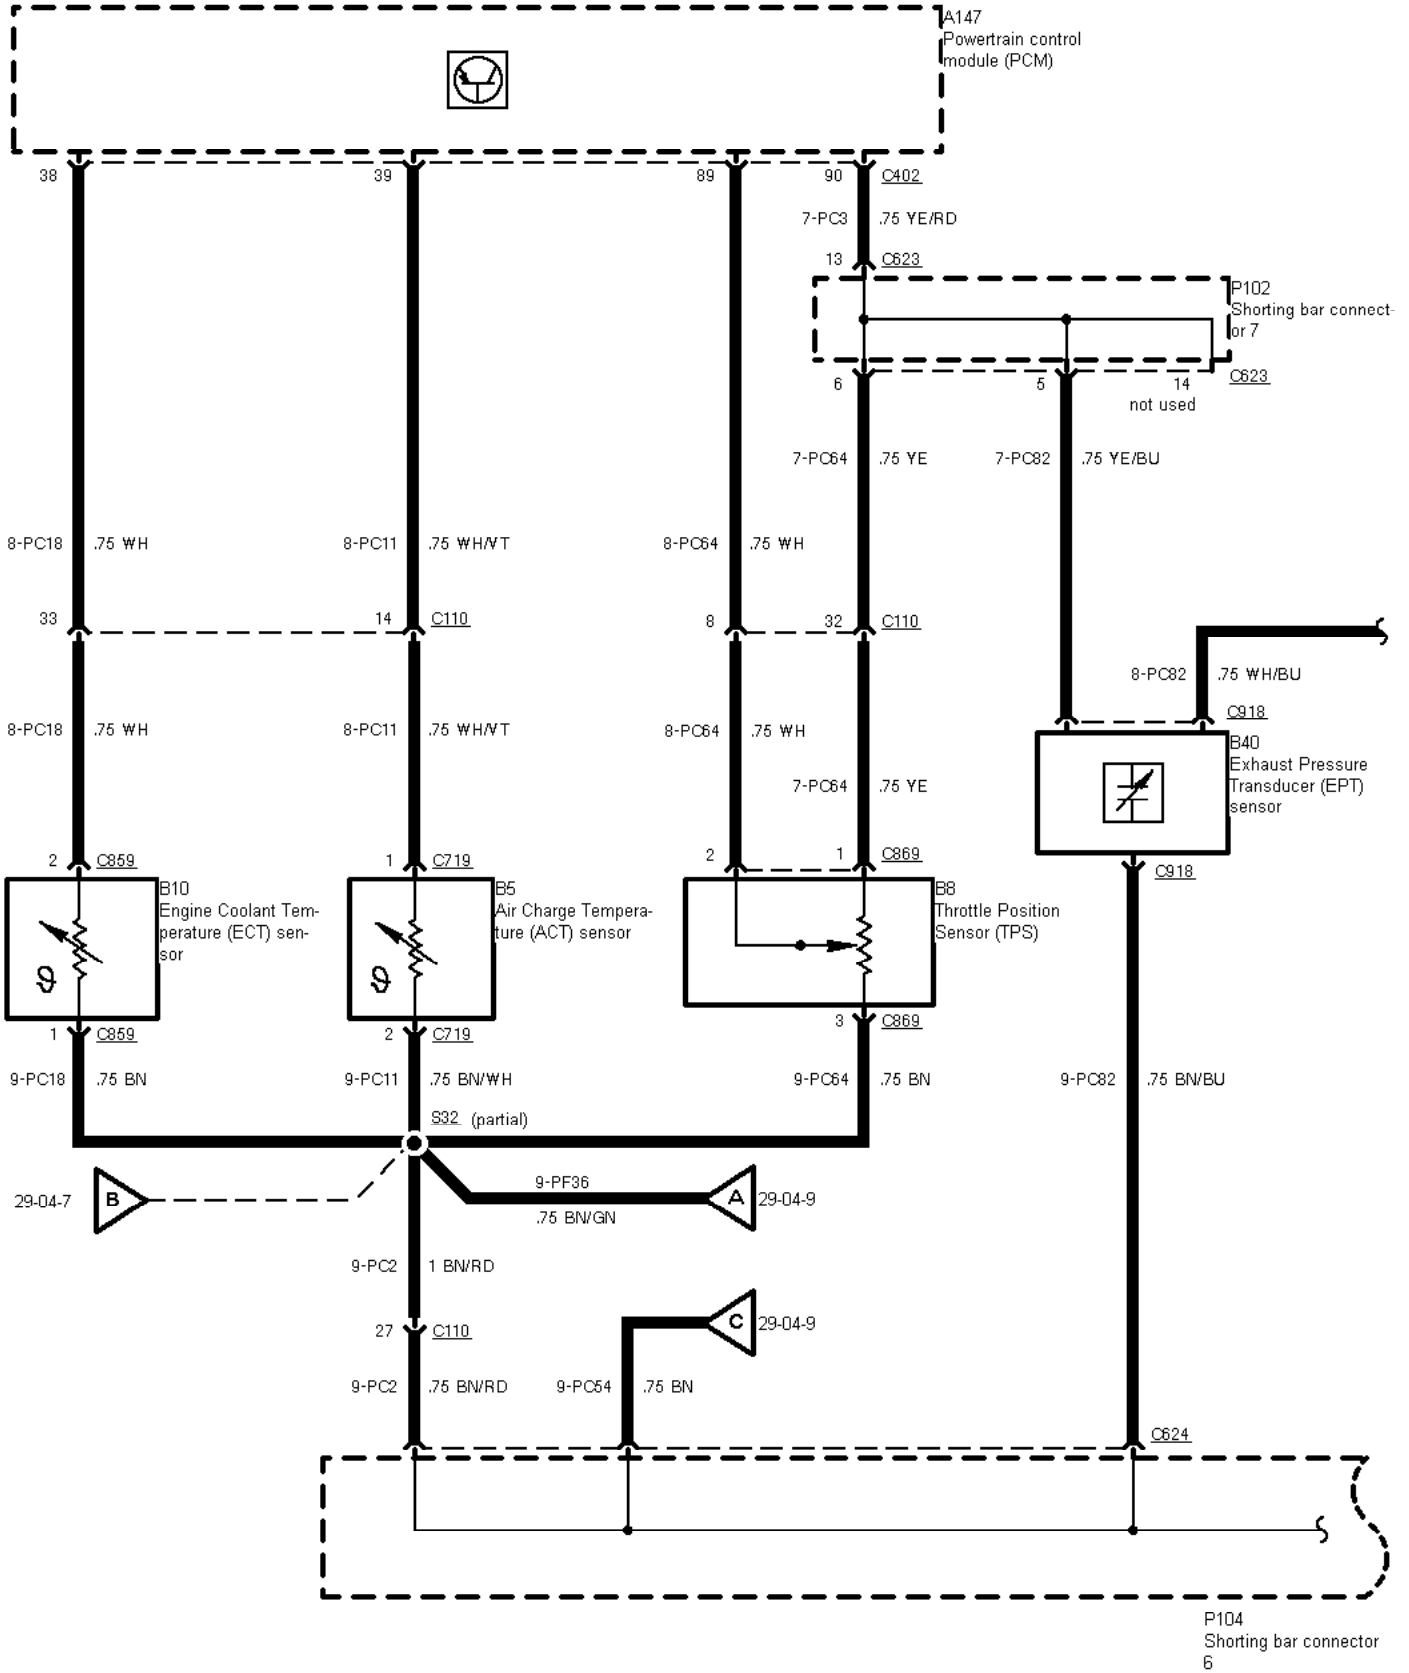 A147
Powertrain control
module (PCM)
38
39
89
90
C402
7-PC3
.75 YE/RD
13
C623
P102
Shorting bar connect-
or 7
6
5
14
C623
not used
7-PC64
.75 YE
7-PC82
.75 YE/BU
8-PC18
.75 WH
8-PC11
.75 WH/VT
8-PC64
.75 WH
33
14
C110
8
32
C110
8-PC82
.75 WH/BU
C918
8-PC18
.75 WH
8-PC11
.75 WH/VT
8-PC64
.75 WH
B40
Exhaust Pressure
Transducer (EPT)
sensor
7-PC64
.75 YE
2
C859
1
C719
2
1
C869
C918
B10
Engine Coolant Tem-
perature (ECT) sen-
sor
B5
Air Charge Tempera-
ture (ACT) sensor
B8
Throttle Position
Sensor (TPS)
ϑ
ϑ
1
C859
2
C719
3
C869
9-PC18
.75 BN
9-PC11
.75 BN/WH
9-PC64
.75 BN
9-PC82
.75 BN/BU
S32 (partial)
29-04-7
B
9-PF36
.75 BN/GN
A
29-04-9
9-PC2
1 BN/RD
27
C110
C
29-04-9
9-PC2
.75 BN/RD
9-PC54
.75 BN
C624
P104
Shorting bar connector
6